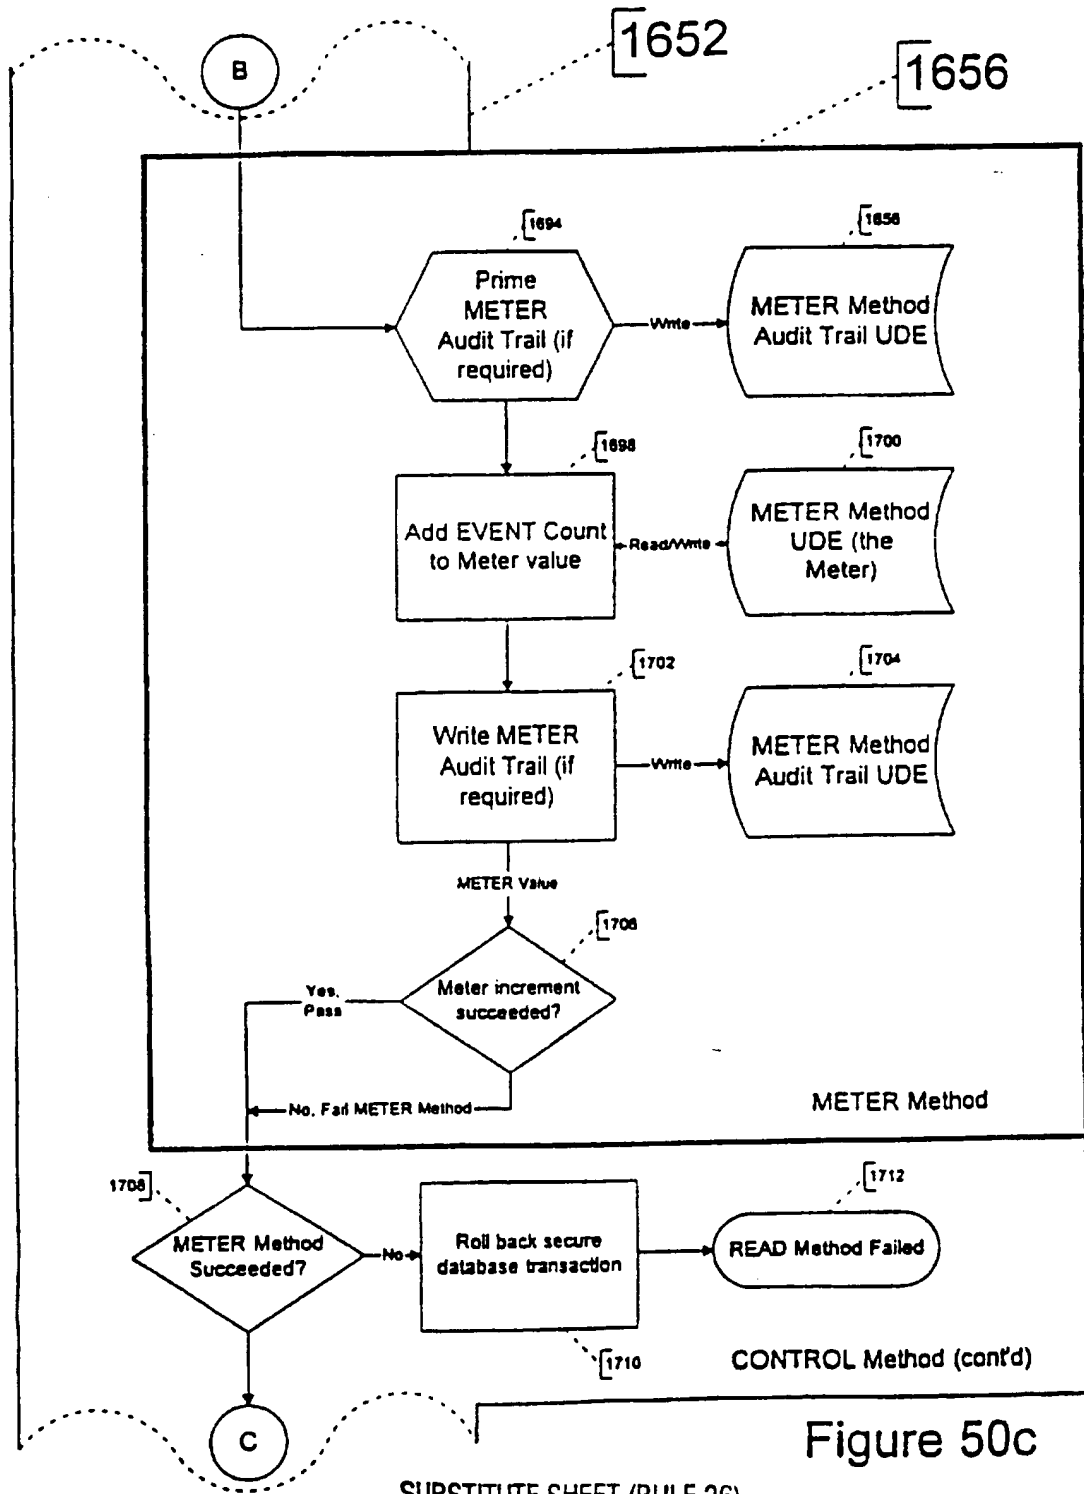 1652
B
1656
1694
Prime
METER
Audit Trail (if
required)
Write
1656
METER Method
Audit Trail UDE
1698
Add EVENT Count
to Meter value
Read/Write
1700
METER Method
UDE (the
Meter)
1702
Write METER
Audit Trail (if
required)
Write
1704
METER Method
Audit Trail UDE
METER Value
1706
Meter increment
succeeded?
Yes,
Pass
No, Fail METER Method
METER Method
1708
METER Method
Succeeded?
No
Roll back secure
database transaction
1710
1712
READ Method Failed
CONTROL Method (cont'd)
C
Figure 50c
SUBSTITUTE SHEET (RULE 26)